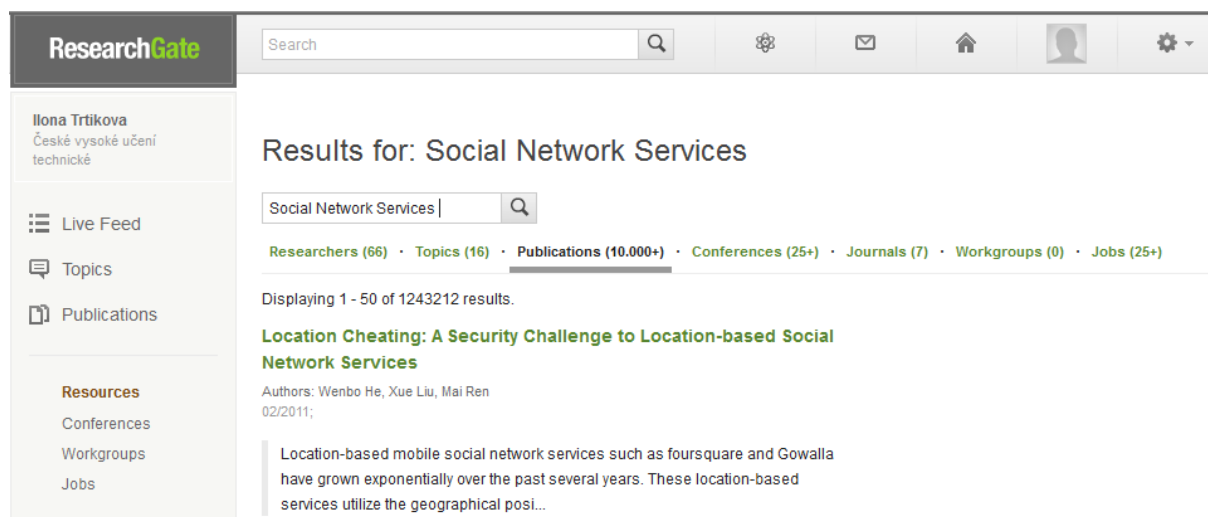 ResearchGate
Search
Ilona Trtikova
České vysoké učení
technické
Live Feed
Topics
Publications
Resources
Conferences
Workgroups
Jobs
Results for: Social Network Services
Social Network Services
Researchers (66) · Topics (16) · Publications (10.000+) · Conferences (25+) · Journals (7) · Workgroups (0) · Jobs (25+)
Displaying 1 - 50 of 1243212 results.
Location Cheating: A Security Challenge to Location-based Social
Network Services
Authors: Wenbo He, Xue Liu, Mai Ren
02/2011;
Location-based mobile social network services such as foursquare and Gowalla
have grown exponentially over the past several years. These location-based
services utilize the geographical posi...